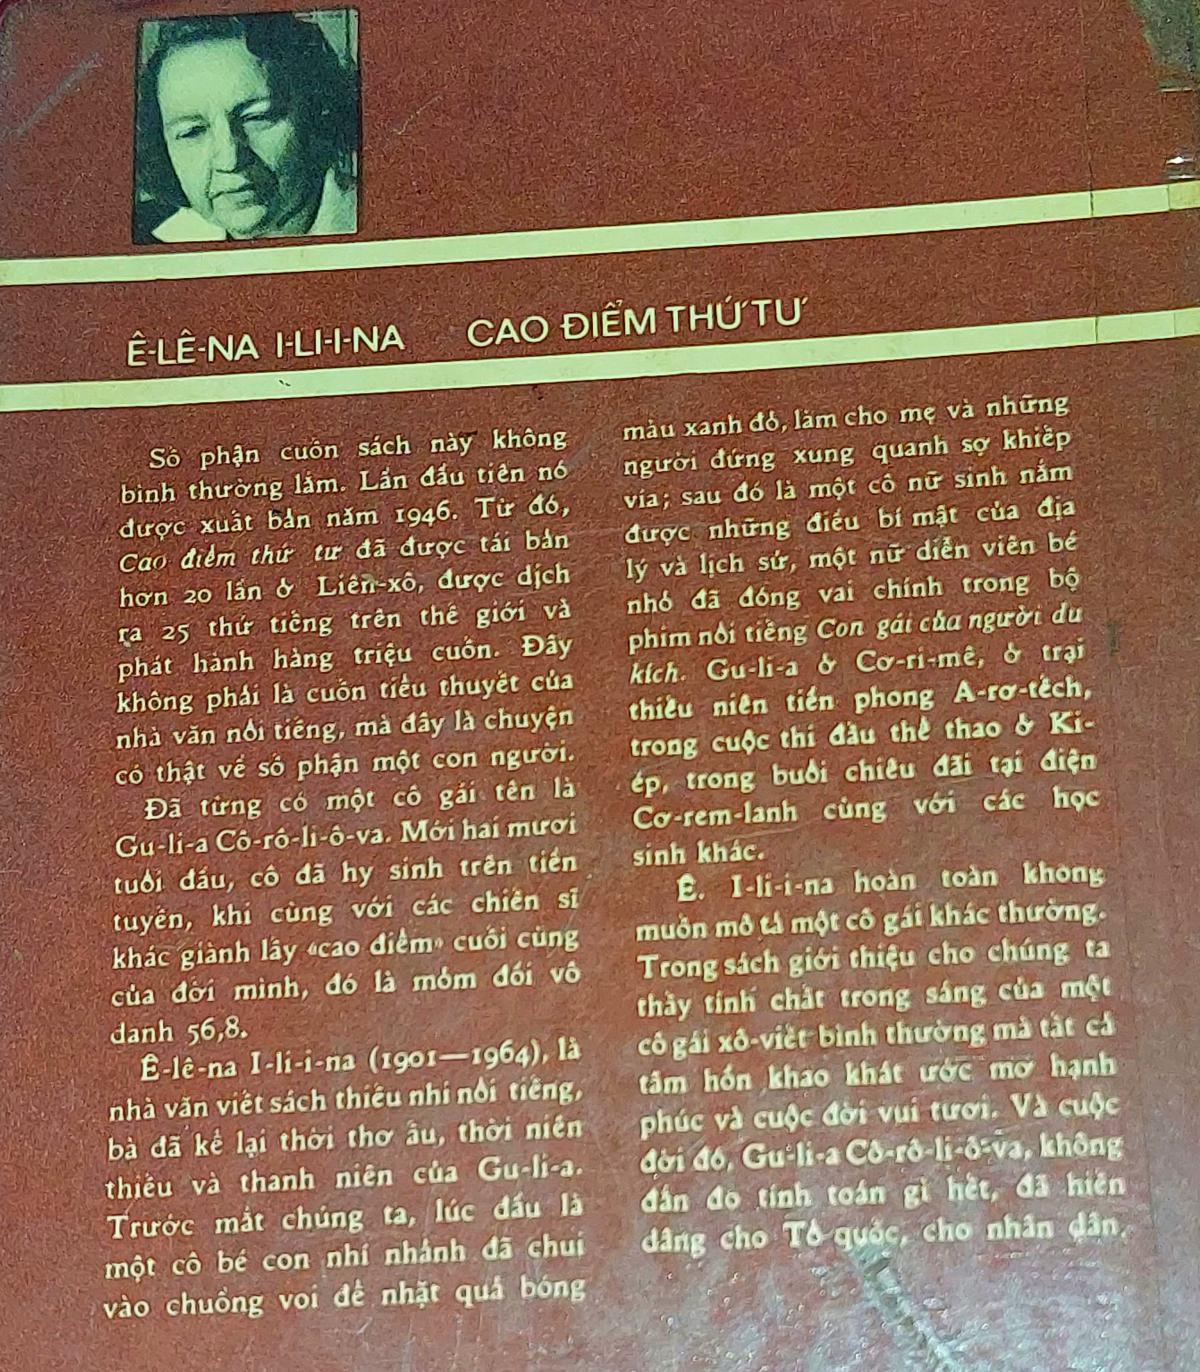 Ê-LÊ-NA I-LI-I-NA CAO ĐIỂM THỨ TƯ
Số phận cuốn sách này không
bình thường lắm. Lần đầu tiên nó
được xuất bản năm 1946. Từ đó,
Cao điểm thứ tư đã được tái bản
hơn 20 lần ở Liên-xô, được dịch
ra 25 thứ tiếng trên thế giới và
phát hành hàng triệu cuốn. Đây
không phải là cuốn tiểu thuyết của
nhà văn nổi tiếng, mà đây là chuyện
có thật về số phận một con người.
Đã từng có một cô gái tên là
Gu-li-a Cô-rô-li-ô-va. Mới hai mươi
tuổi đầu, cô đã hy sinh trên tiền
tuyến, khi cùng với các chiến sĩ
khác giành lấy «cao điểm» cuối cùng
của đời mình, đó là mỏm đồi vô
danh 56,8.
Ê-lê-na I-li-i-na (1901—1964), là
nhà văn viết sách thiếu nhi nổi tiếng,
bà đã kể lại thời thơ ấu, thời niên
thiếu và thanh niên của Gu-li-a.
Trước mắt chúng ta, lúc đầu là
một cô bé con nhí nhảnh đã chui
vào chuồng voi để nhặt quả bóng
màu xanh đỏ, làm cho mẹ và những
người đứng xung quanh sợ khiếp
vía; sau đó là một cô nữ sinh nắm
được những điều bí mật của địa
lý và lịch sử, một nữ diễn viên bé
nhỏ đã đóng vai chính trong bộ
phim nổi tiếng Con gái của người du
kích. Gu-li-a ở Cơ-ri-mê, ở trại
thiếu niên tiền phong A-rơ-têch,
trong cuộc thi đấu thể thao ở Ki-
ép, trong buổi chiêu đãi tại điện
Cơ-rem-lanh cùng với các học
sinh khác.
Ê. I-li-i-na hoàn toàn không
muốn mô tả một cô gái khác thường.
Trong sách giới thiệu cho chúng ta
thấy tính chất trong sáng của một
cô gái xô-viết bình thường mà tất cả
tâm hồn khao khát ước mơ hạnh
phúc và cuộc đời vui tươi. Và cuộc
đời đó, Gu-li-a Cô-rô-li-ô-va, không
đắn đo tính toán gì hết, đã hiến
dâng cho Tổ quốc, cho nhân dân.